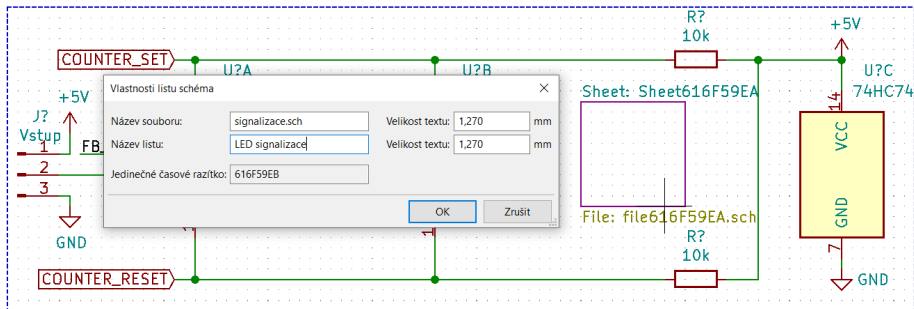 R?
10k
+5V
COUNTER_SET
U?A
U?B
U?C
74HC74
Vlastnosti listu schéma
Sheet: Sheet616F59EA
14
+5V
J?
Vstup
Název souboru:
signalizace.sch
Velikost textu:
1,270
mm
Název listu:
LED signalizace
Velikost textu:
1,270
mm
1
FB_
2
3
Jedinečné časové razítko:
616F59EB
VCC
GND
OK
Zrušit
File: file616F59EA.sch
GND
1
R?
10k
7
COUNTER_RESET
GND